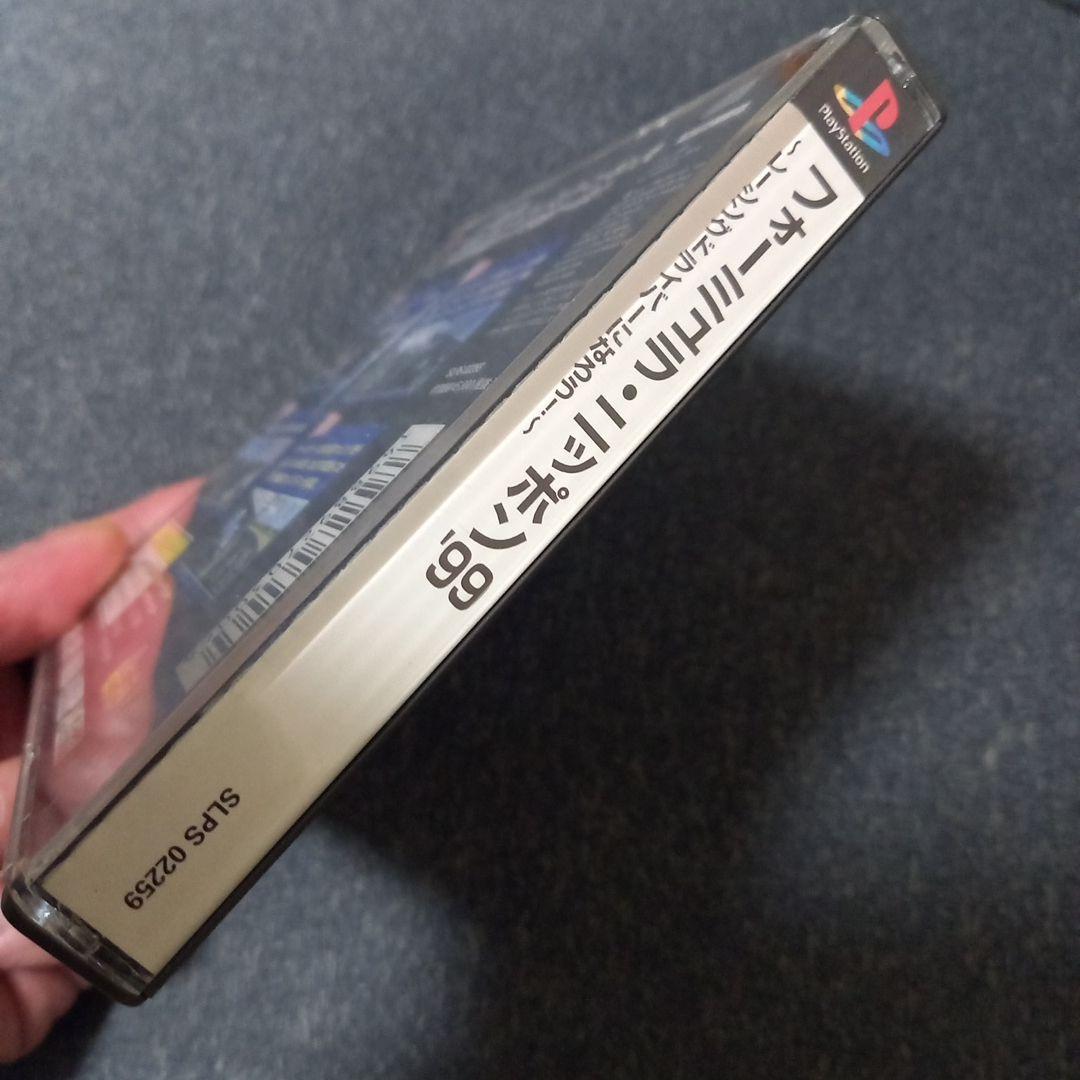 PlayStation
フォーミュラ・ニッポン'99
〜レーシングドライバーになろう!〜
SLPS 02259